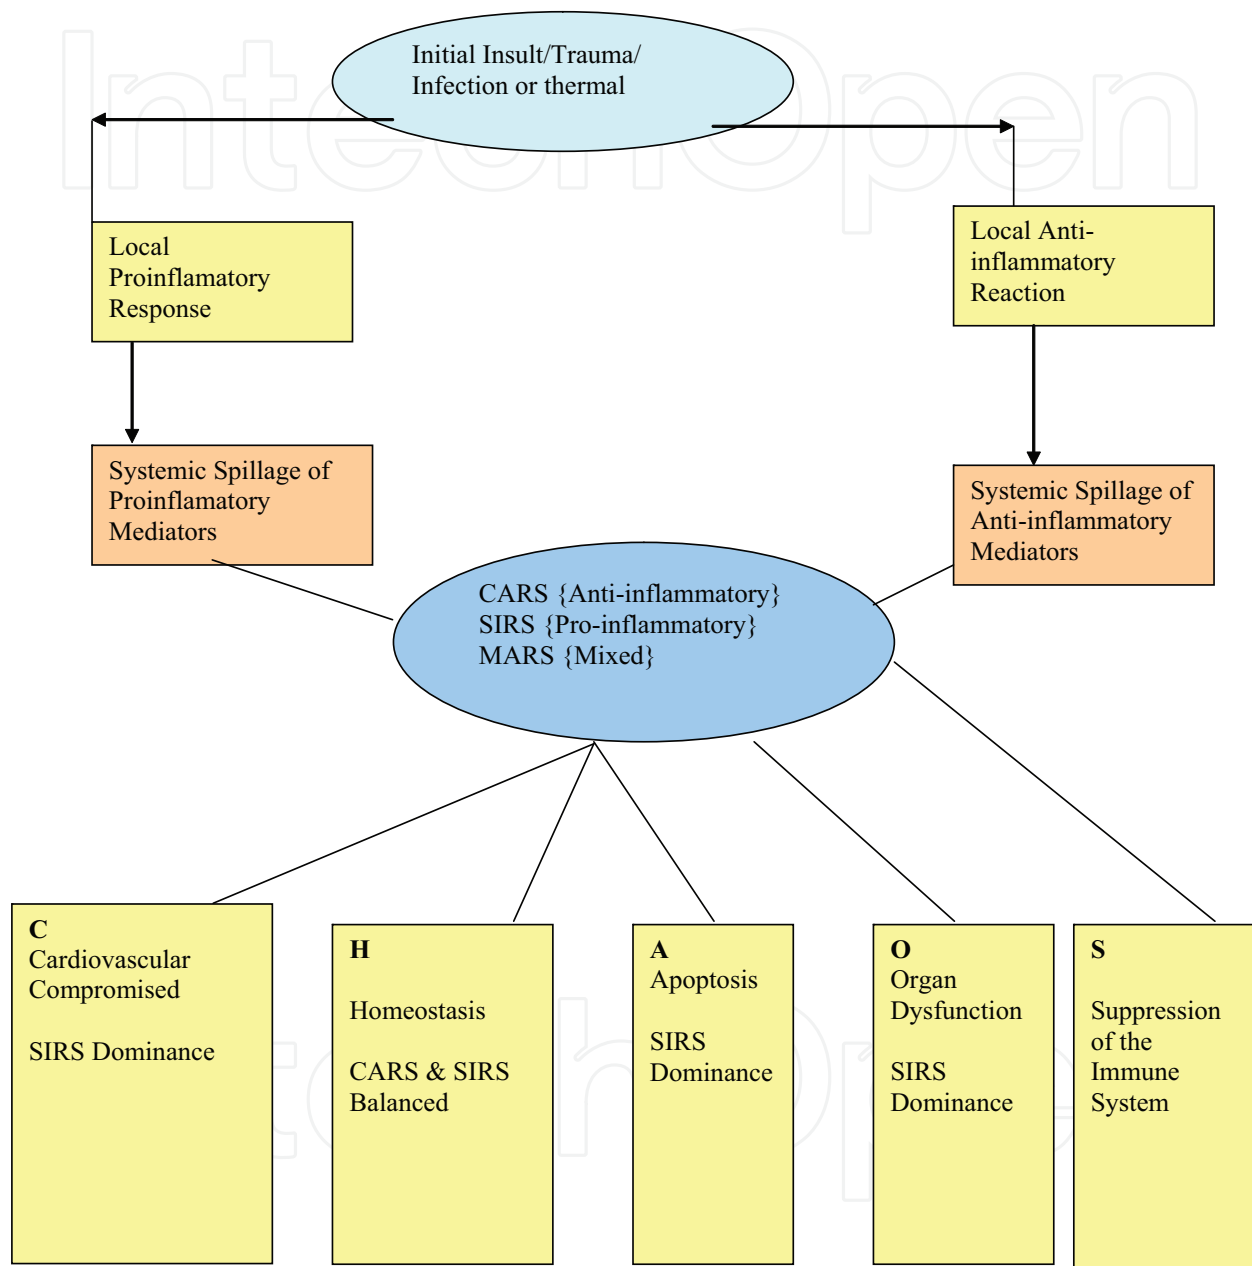 IntechOpen
Initial Insult/Trauma/
Infection or thermal
Local
Proinflamatory
Response
Local Anti-
inflammatory
Reaction
Systemic Spillage of
Proinflamatory
Mediators
Systemic Spillage of
Anti-inflammatory
Mediators
CARS {Anti-inflammatory}
SIRS {Pro-inflammatory}
MARS {Mixed}
C
Cardiovascular
Compromised
SIRS Dominance
H
Homeostasis
CARS & SIRS
Balanced
A
Apoptosis
SIRS
Dominance
O
Organ
Dysfunction
SIRS
Dominance
S
Suppression
of the
Immune
System
IntechOpen